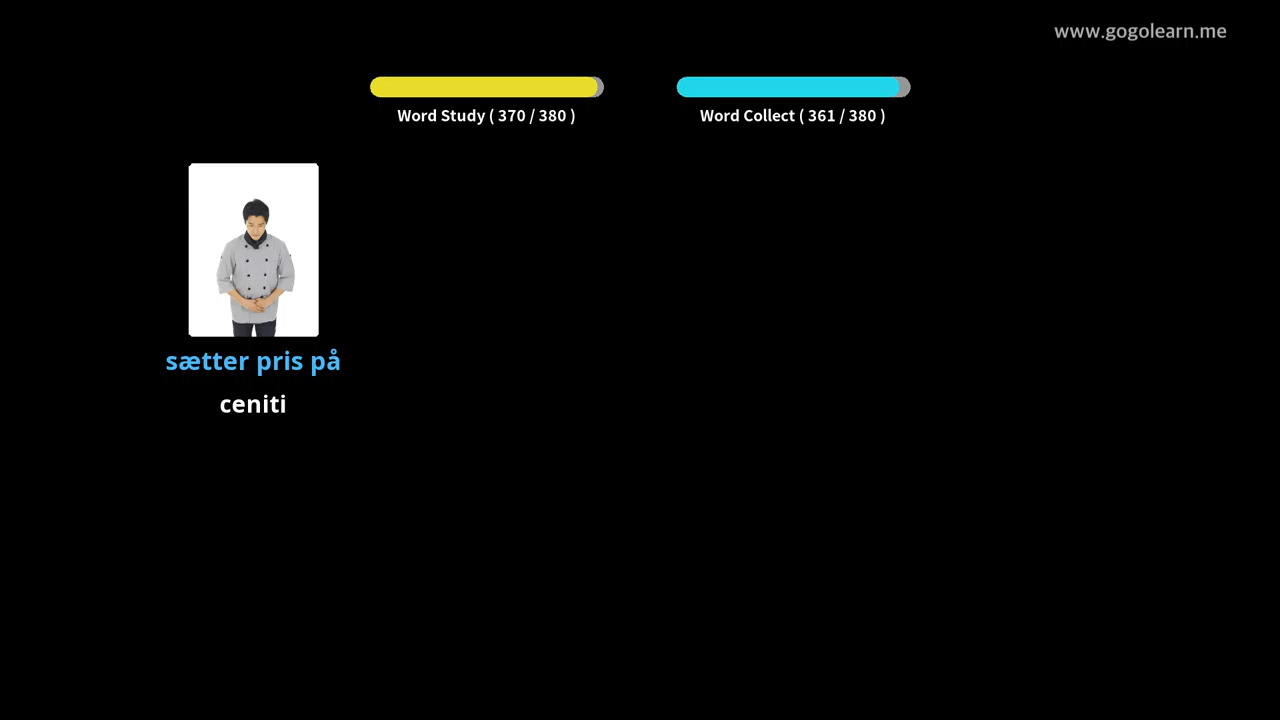 www.gogolearn.me
Word Study ( 370 / 380 )
Word Collect ( 361 / 380 )
sætter pris på
ceniti